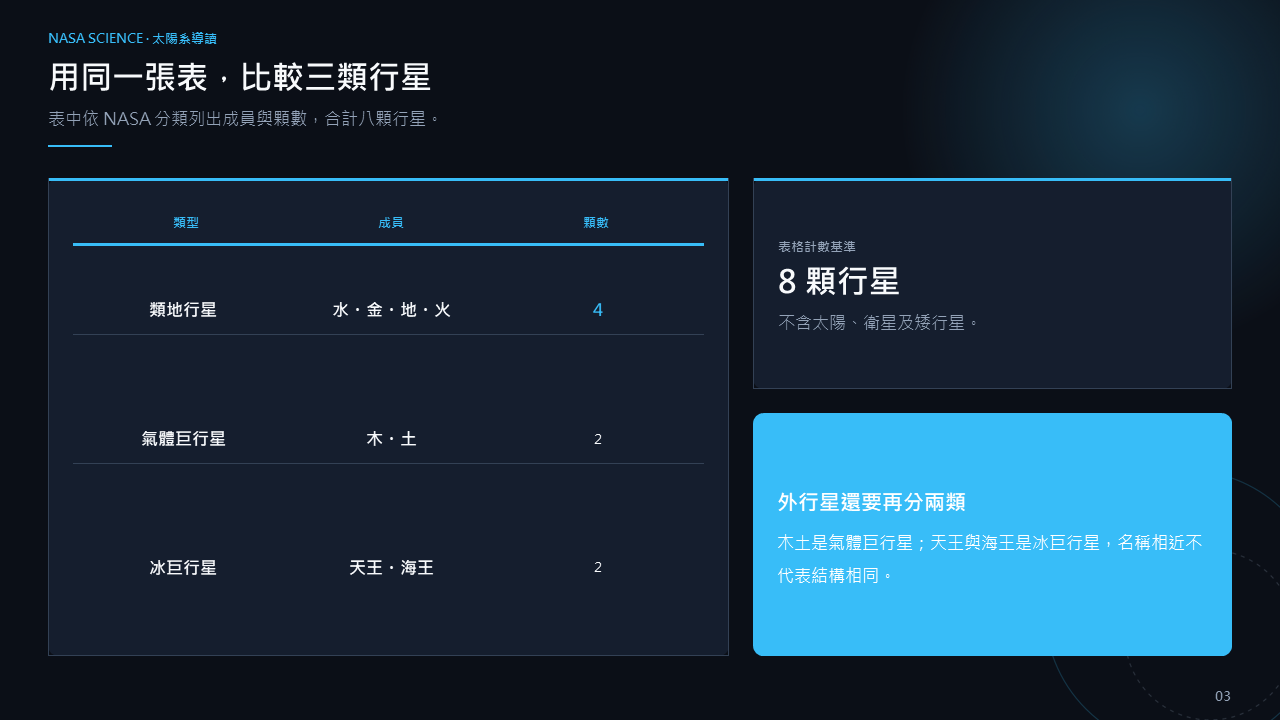 NASA SCIENCE · 太陽系導讀
用同一張表，比較三類行星
表中依 NASA 分類列出成員與顆數，合計八顆行星。
類型 成員 顆數
類地行星 水·金·地·火 4
氣體巨行星 木·土 2
冰巨行星 天王·海王 2
表格計數基準
8 顆行星
不含太陽、衛星及矮行星。
外行星還要再分兩類
木土是氣體巨行星；天王與海王是冰巨行星，名稱相近不
代表結構相同。
03